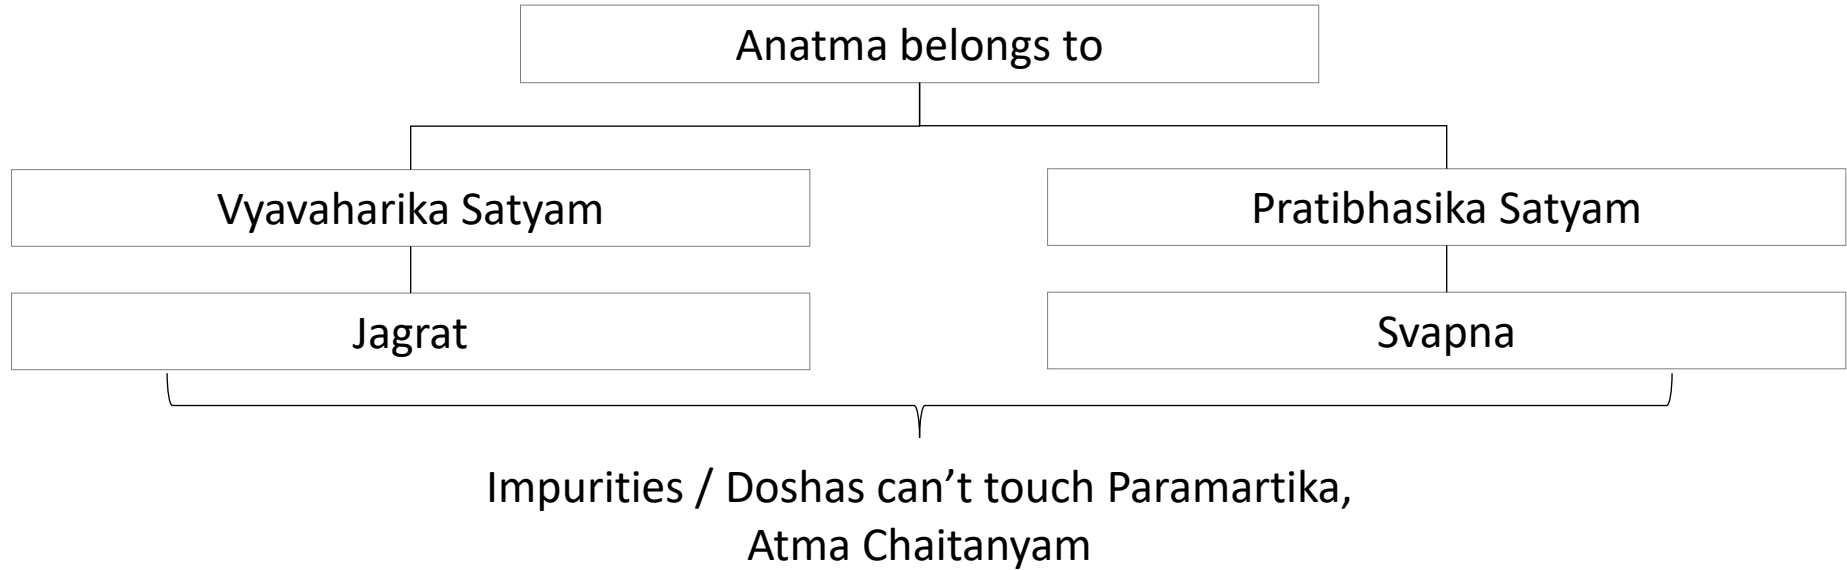 Anatma belongs to
Vyavaharika Satyam
Pratibhasika Satyam
Jagrat
Svapna
Impurities / Doshas can’t touch Paramartika,
Atma Chaitanyam